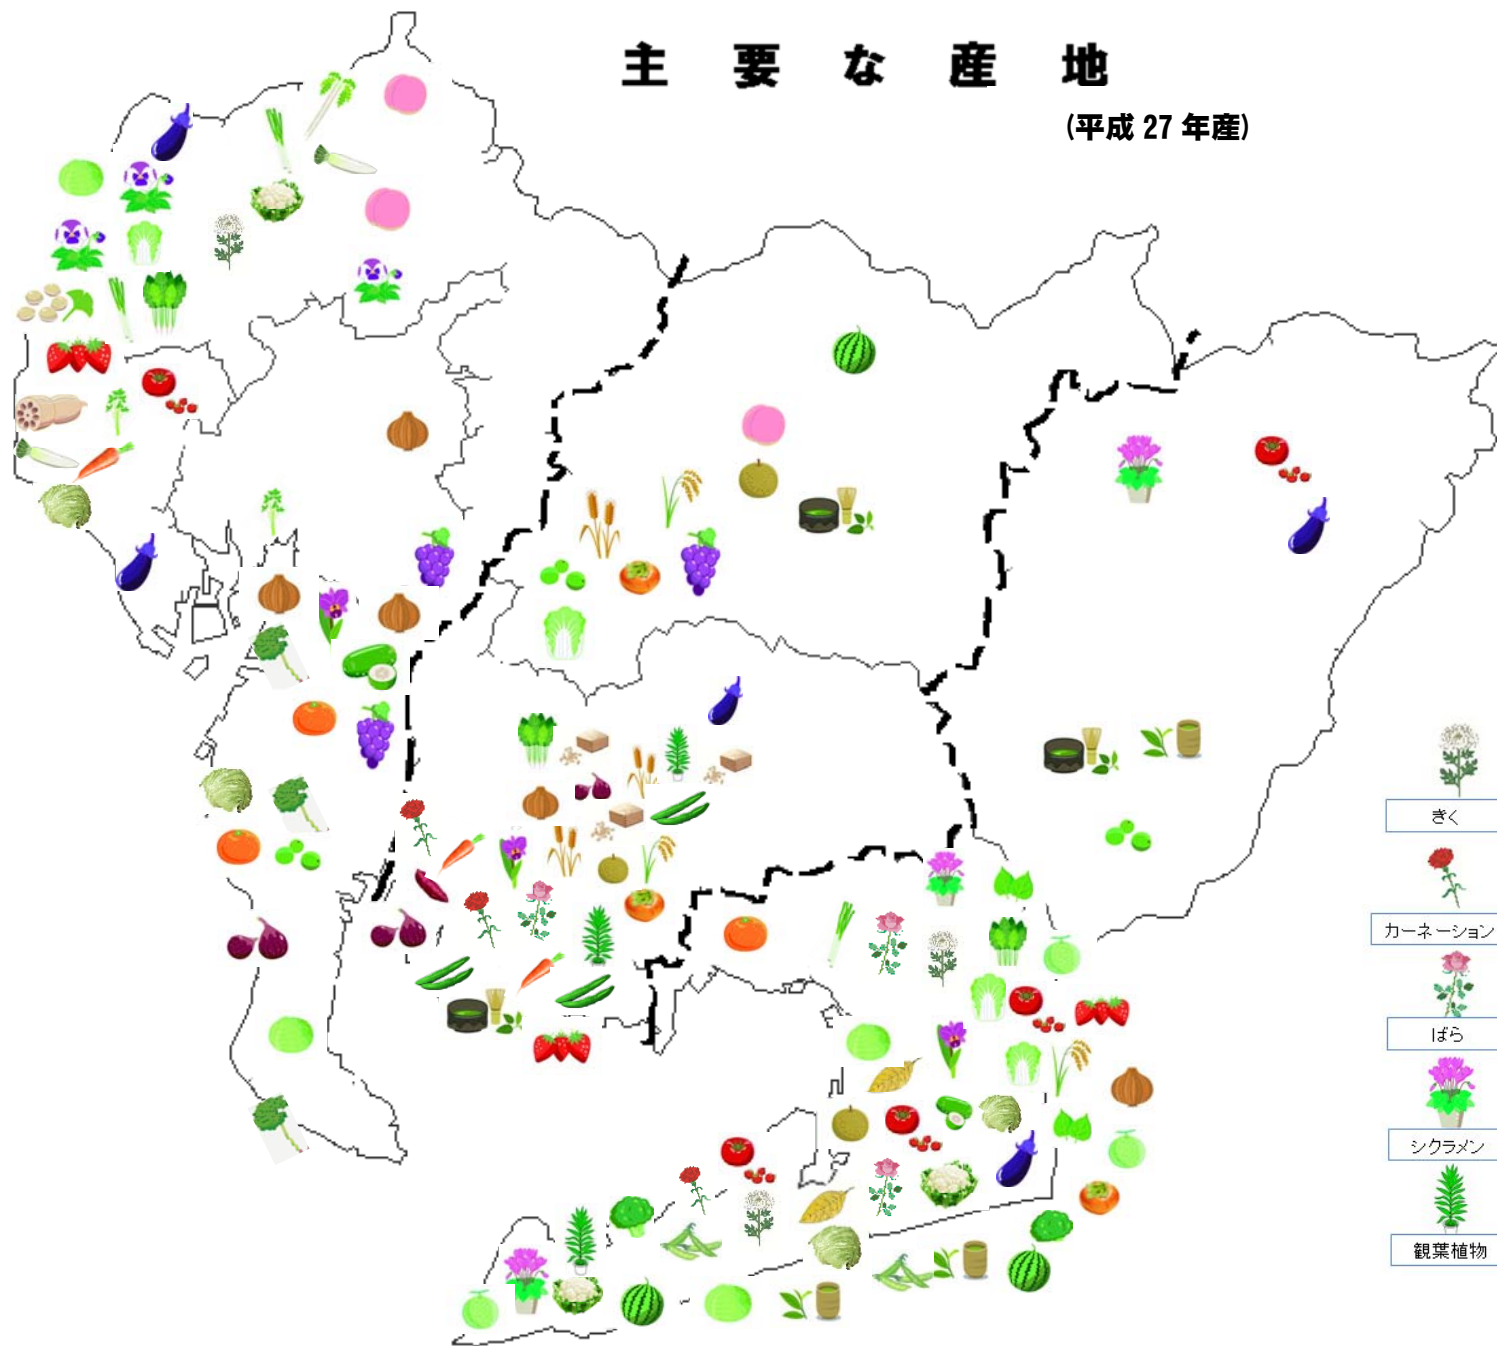 主要な産地
(平成 27 年産)
きく
カーネーション
ばら
シクラメン
観葉植物